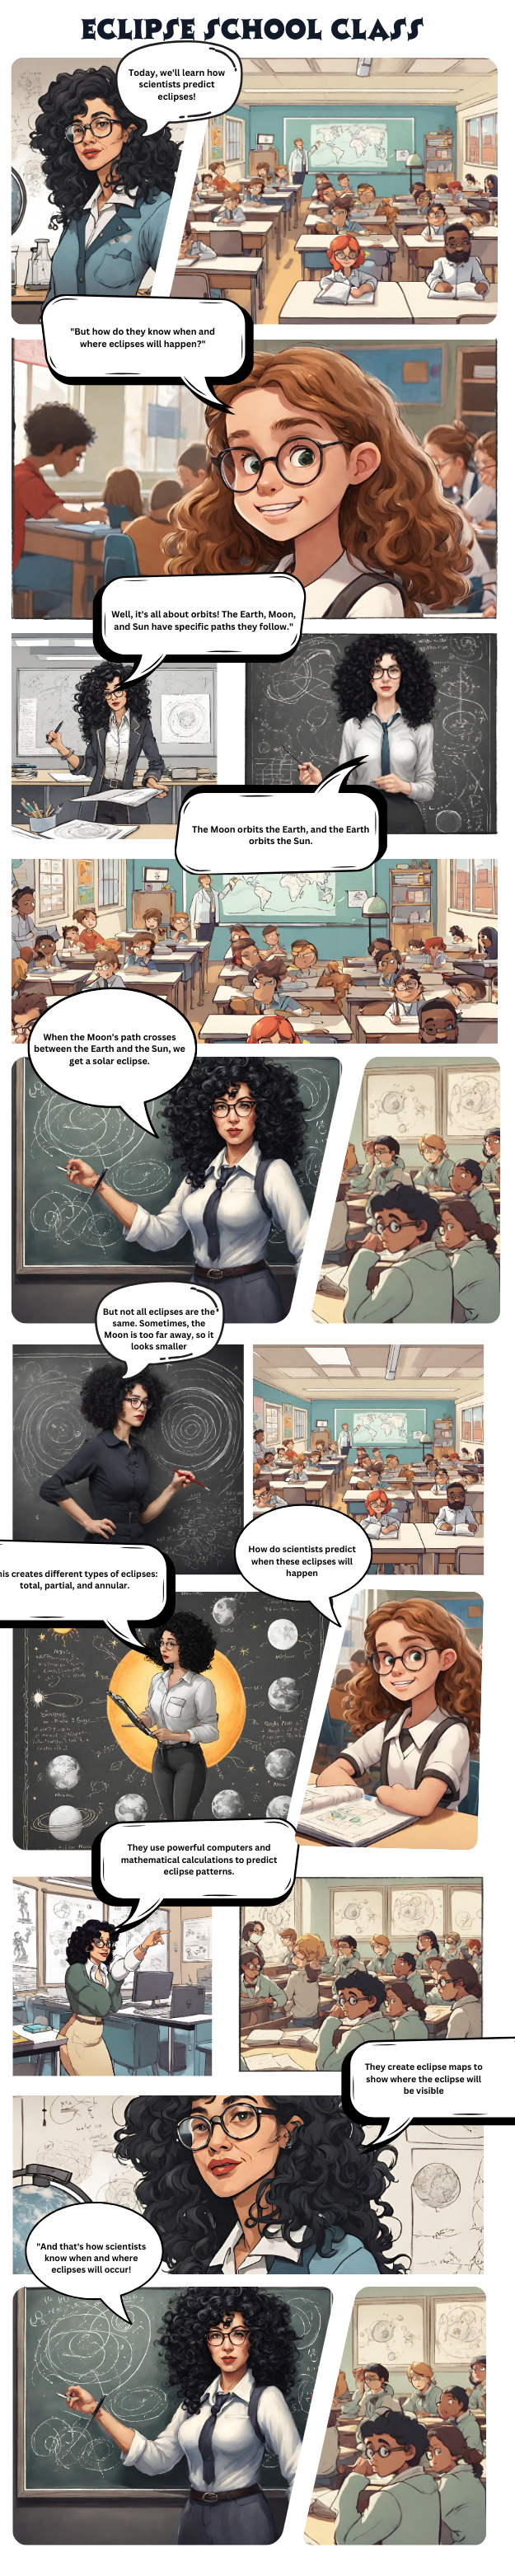 ECLIPSE SCHOOL CLASS
Today, we'll learn how
scientists predict
eclipses!
"But how do they know when and
where eclipses will happen?"
Well, it's all about orbits! The Earth, Moon,
and Sun have specific paths they follow."
The Moon orbits the Earth, and the Earth
orbits the Sun.
When the Moon's path crosses
between the Earth and the Sun, we
get a solar eclipse.
But not all eclipses are the
same. Sometimes, the
Moon is too far away, so it
looks smaller
How do scientists predict
when these eclipses will
happen
his creates different types of eclipses:
total, partial, and annular.
They use powerful computers and
mathematical calculations to predict
eclipse patterns.
They create eclipse maps to
show where the eclipse will
be visible
"And that's how scientists
know when and where
eclipses will occur!